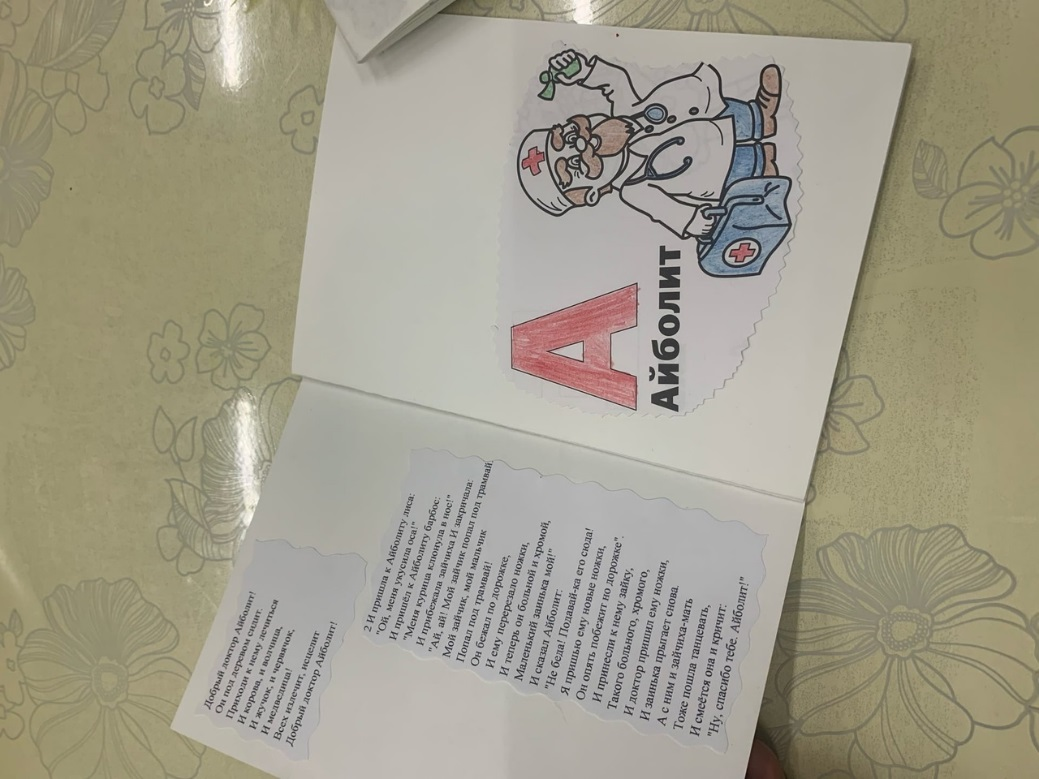 Добрый доктор Айболит!
Он под деревом сидит.
Приходи к нему лечиться
И корова, и волчица,
И жучок, и червячок,
И медведица!
Всех излечит, исцелит
Добрый доктор Айболит!
2 И пришла к Айболиту лиса:
"Ой, меня укусила оса!"
И пришёл к Айболиту барбос:
"Меня курица клюнула в нос!"
И прибежала зайчиха И закричала:
"Ай, ай! Мой зайчик попал под трамвай!
Мой зайчик, мой мальчик
Попал под трамвай!
Он бежал по дорожке,
И ему перерезало ножки,
И теперь он больной и хромой,
Маленький заинька мой!"
И сказал Айболит:
"Не беда! Подавай-ка его сюда!
Я пришью ему новые ножки,
Он опять побежит но дорожке".
И принесли к нему зайку,
Такого больного, хромого,
И доктор пришил ему ножки,
И заинька прыгает снова.
А с ним и зайчиха-мать
Тоже пошла танцевать,
И смеётся она и кричит:
"Ну, спасибо тебе. Айболит!"
А
Айболит